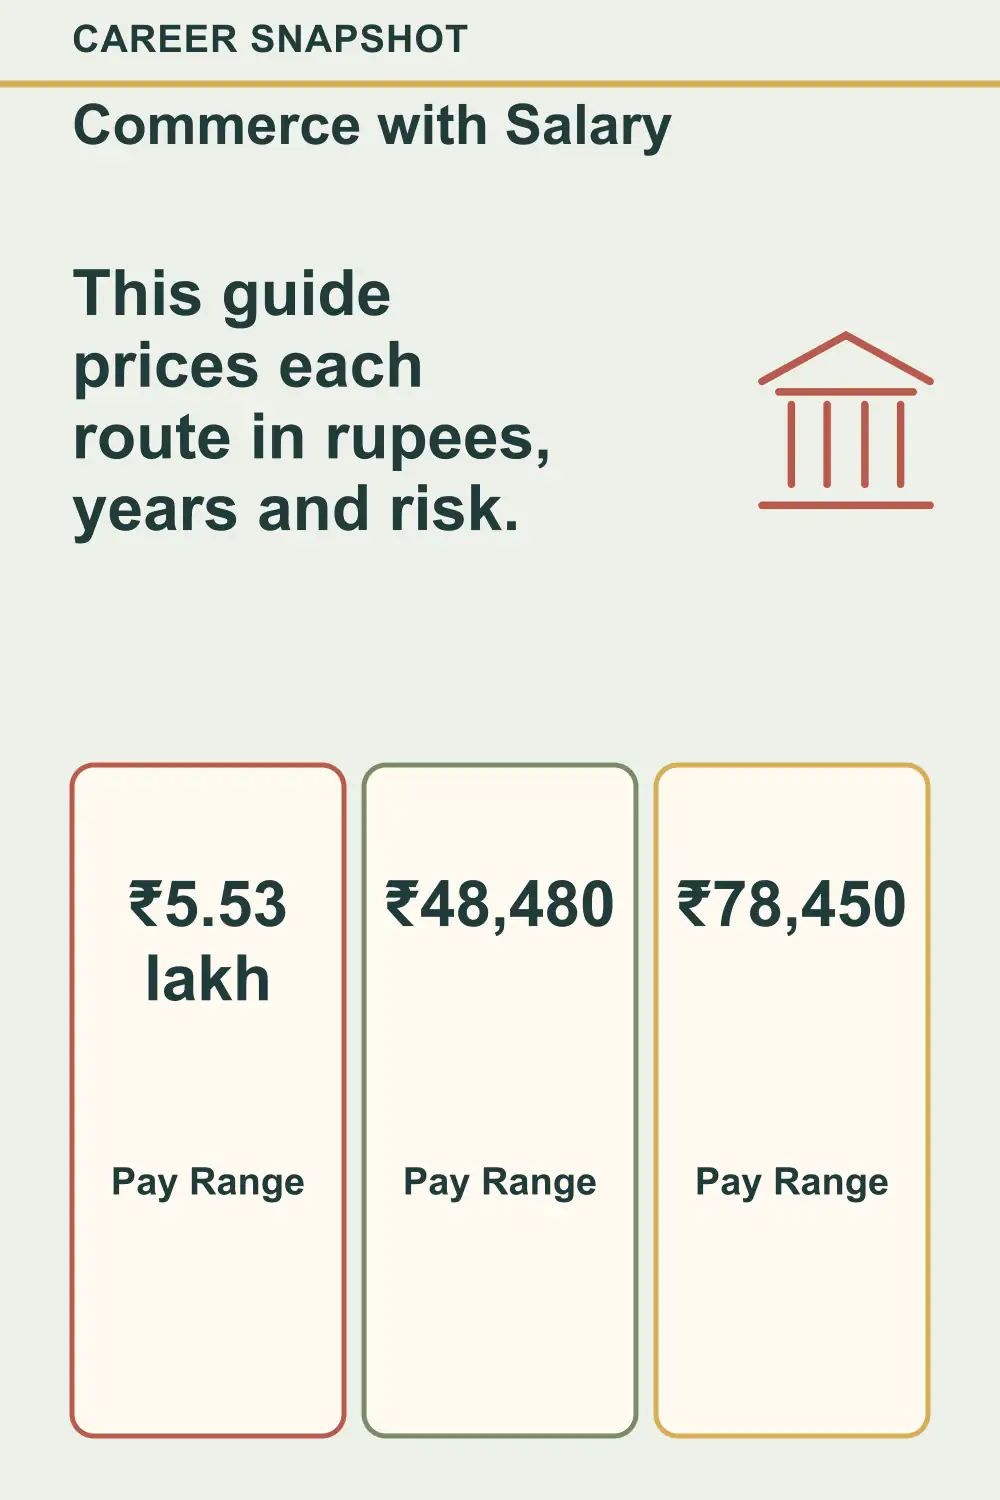 CAREER SNAPSHOT
Commerce with Salary
This guide
prices each
route in rupees,
years and risk.
₹5.53
lakh
Pay Range
₹48,480
Pay Range
₹78,450
Pay Range